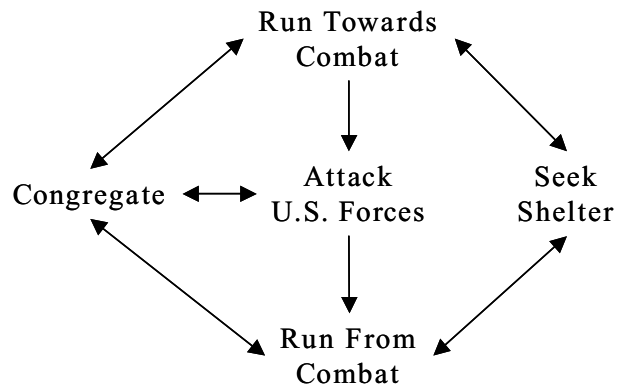 Run Towards
Combat
Congregate
Attack
U.S. Forces
Seek
Shelter
Run From
Combat